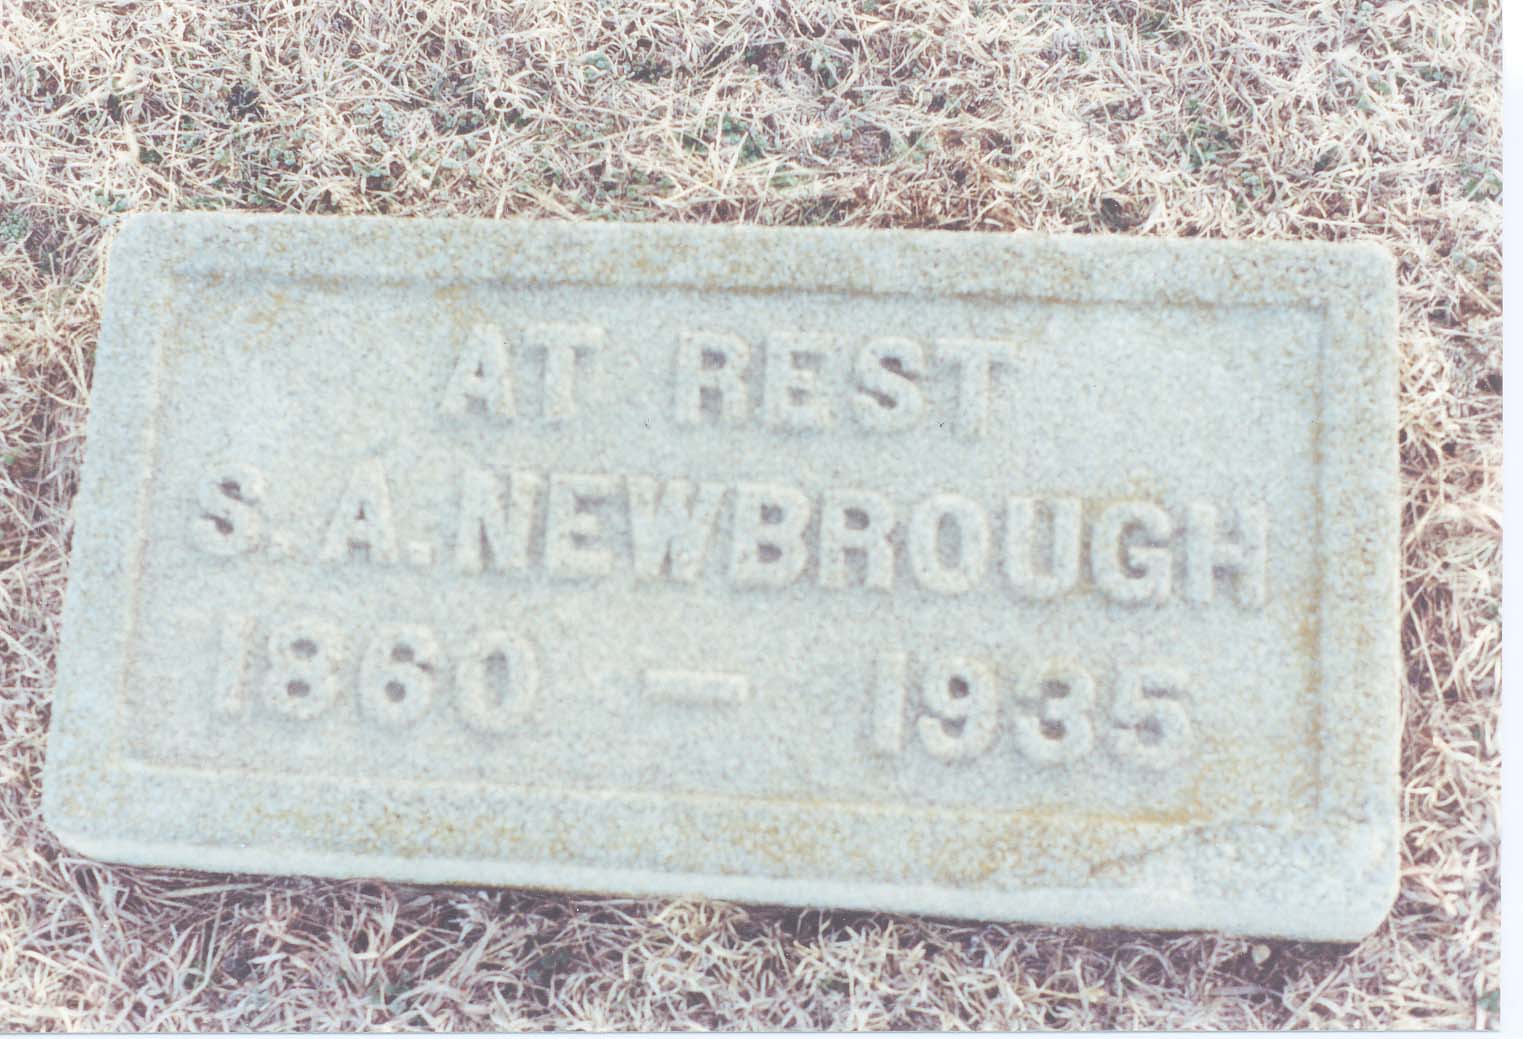 AT REST
S. A. NEWBROUGH
1860 — 1935